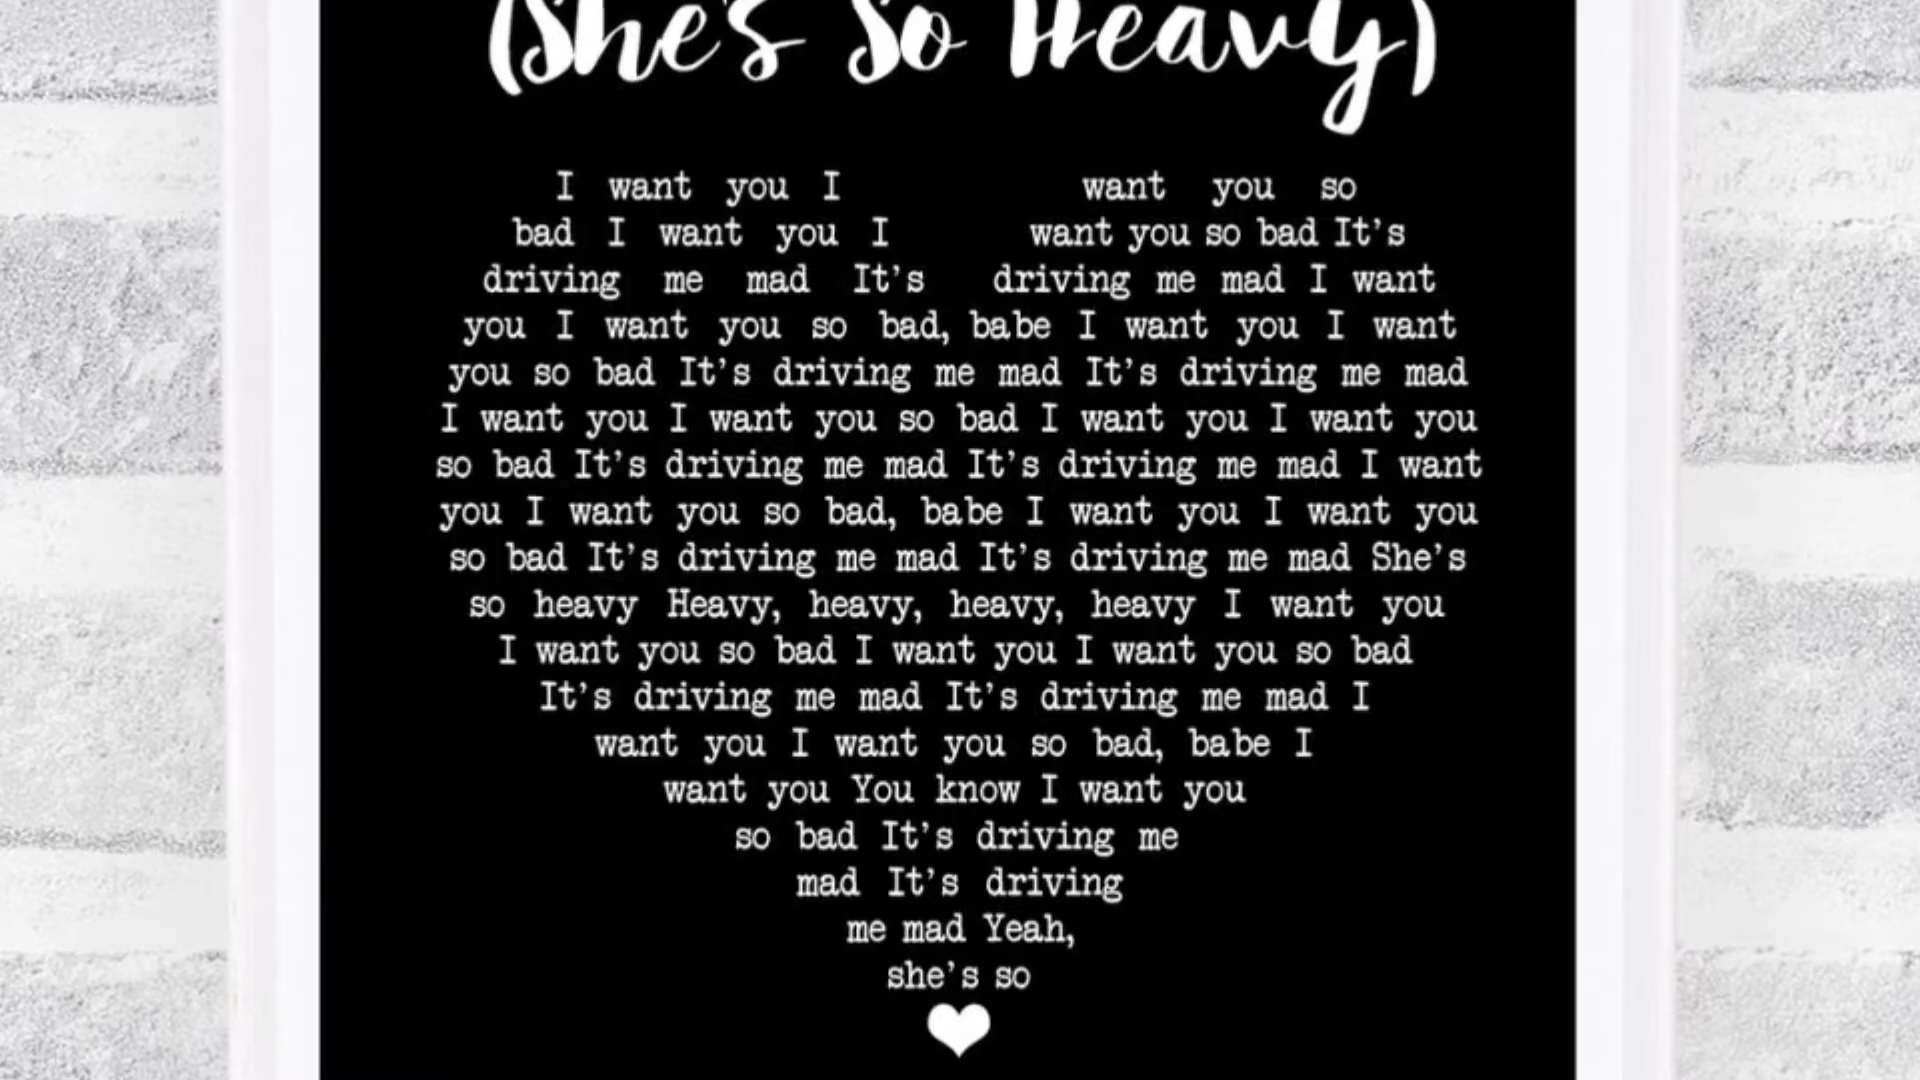 (She's So Heavy)
I want you I want you so
bad I want you I want you so bad It's
driving me mad It's driving me mad I want
you I want you so bad, babe I want you I want
you so bad It's driving me mad It's driving me mad
I want you I want you so bad I want you I want you
so bad It's driving me mad It's driving me mad I want
you I want you so bad, babe I want you I want you
so bad It's driving me mad It's driving me mad She's
so heavy Heavy, heavy, heavy, heavy I want you
I want you so bad I want you I want you so bad
It's driving me mad It's driving me mad I
want you I want you so bad, babe I
want you You know I want you
so bad It's driving me
mad It's driving
me mad Yeah,
she's so